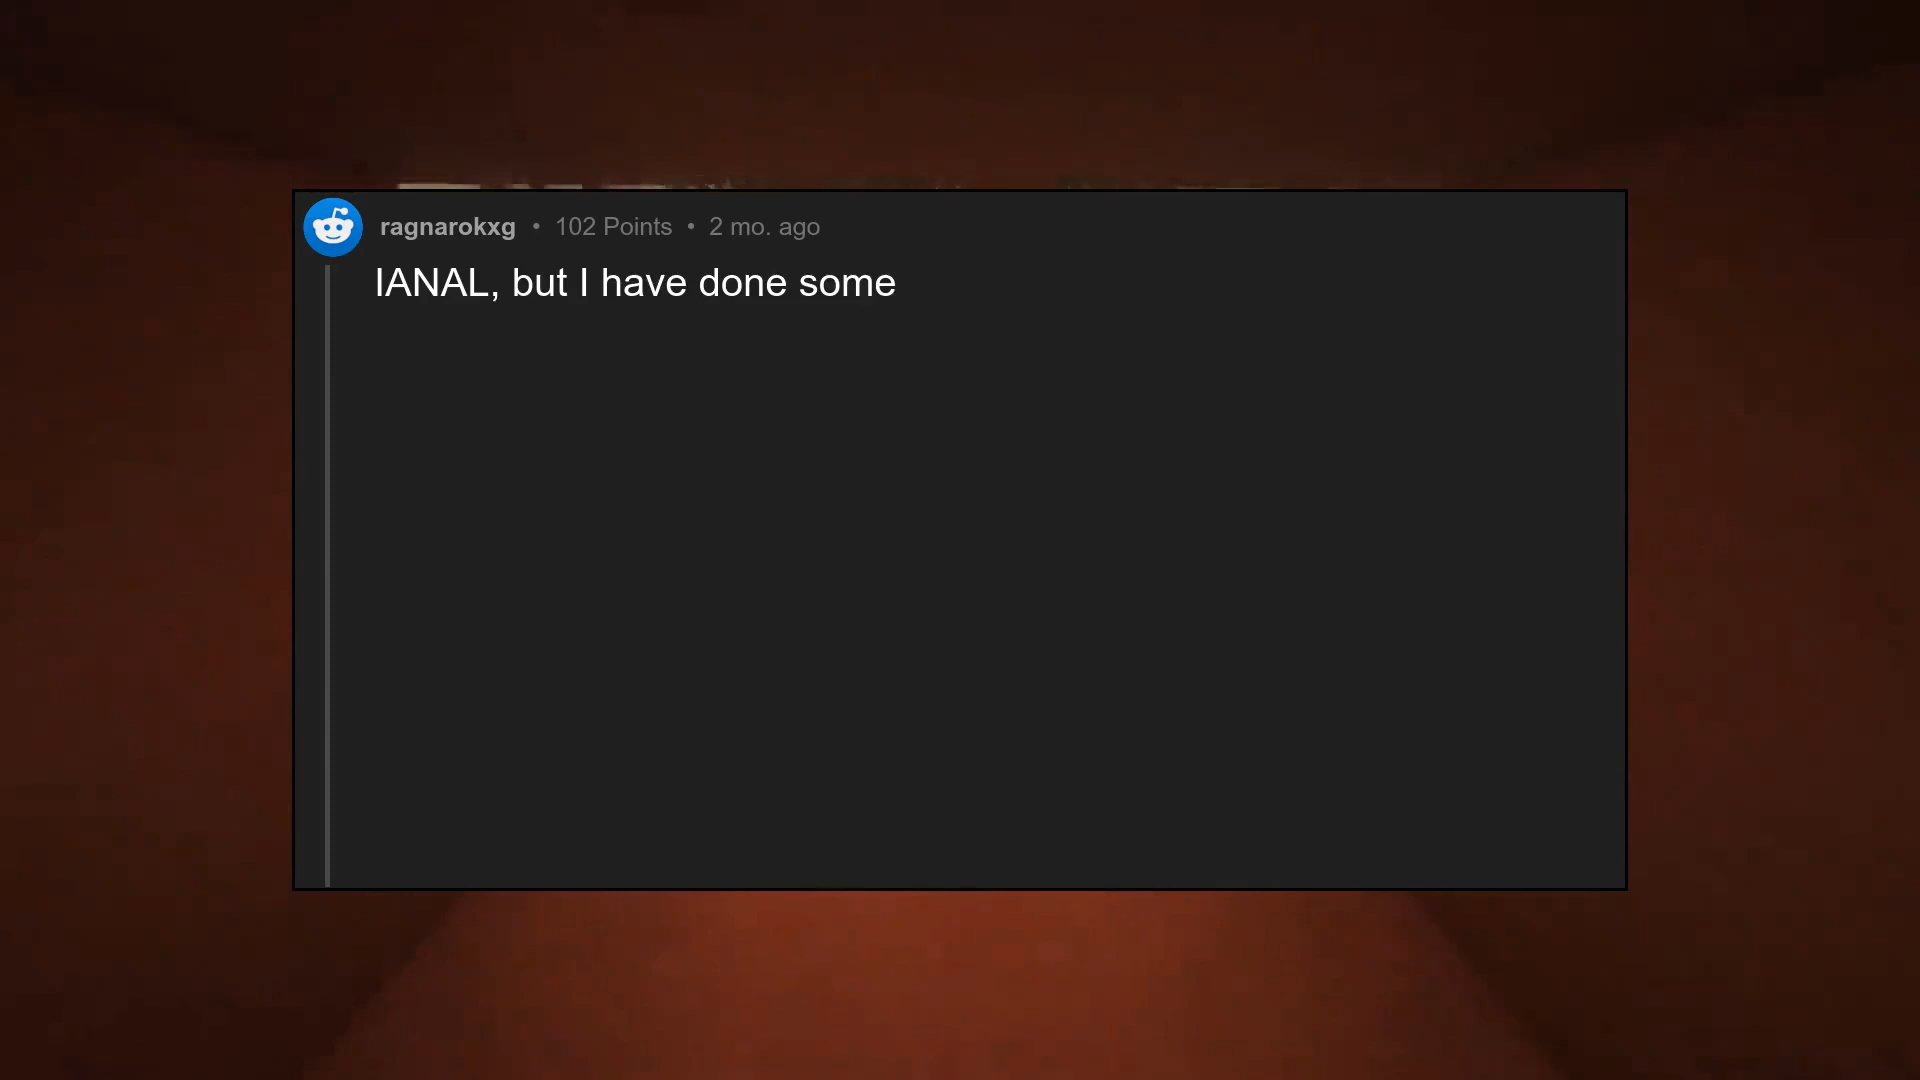 ragnarokxg • 102 Points • 2 mo. ago
IANAL, but I have done some